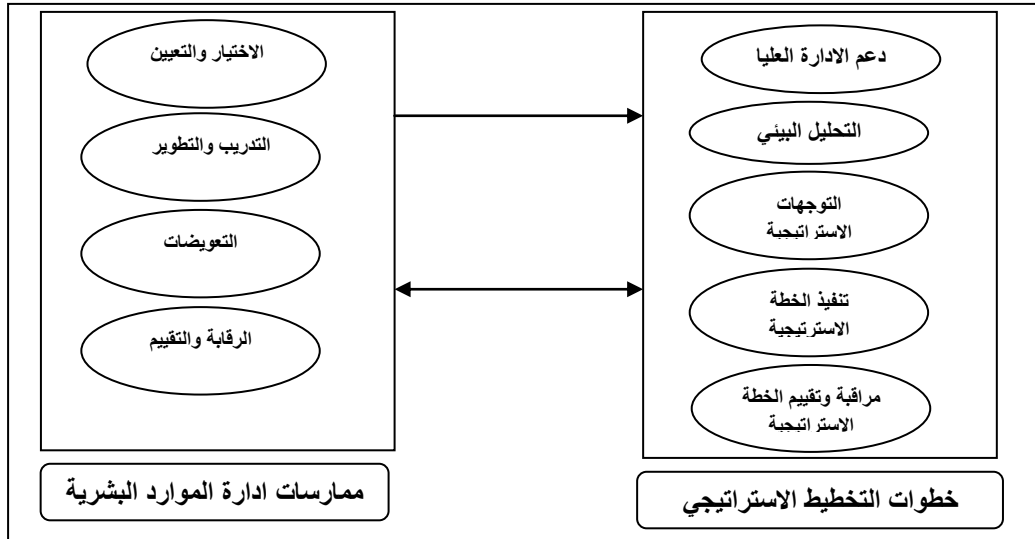 دعم الادارة العليا
التحليل البيئي
التوجهات
الاستراتيجية
تنفيذ الخطة
الاسترتيجية
مراقبة وتقييم الخطة
الاستراتيجية
خطوات التخطيط الاستراتيجي
الاختيار والتعيين
التدريب والتطوير
التعويضات
الرقابة والتقييم
ممارسات ادارة الموارد البشرية